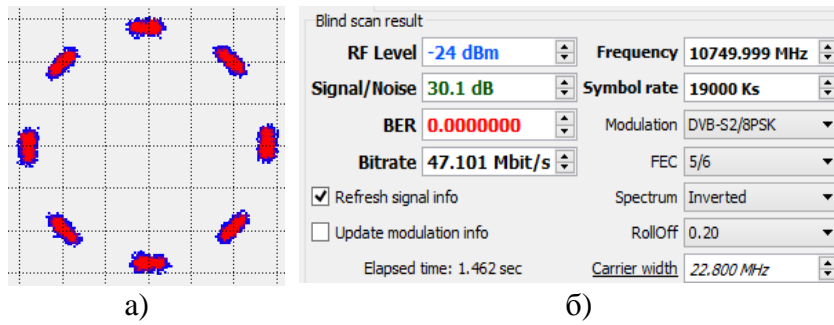 Blind scan result
RF Level -24 dBm Frequency 10749.999 MHz
Signal/Noise 30.1 dB Symbol rate 19000 Ks
BER 0.0000000 Modulation DVB-S2/8PSK
Bitrate 47.101 Mbit/s FEC 5/6
Refresh signal info Spectrum Inverted
Update modulation info RollOff 0.20
Elapsed time: 1.462 sec Carrier width 22.800 MHz
а) б)